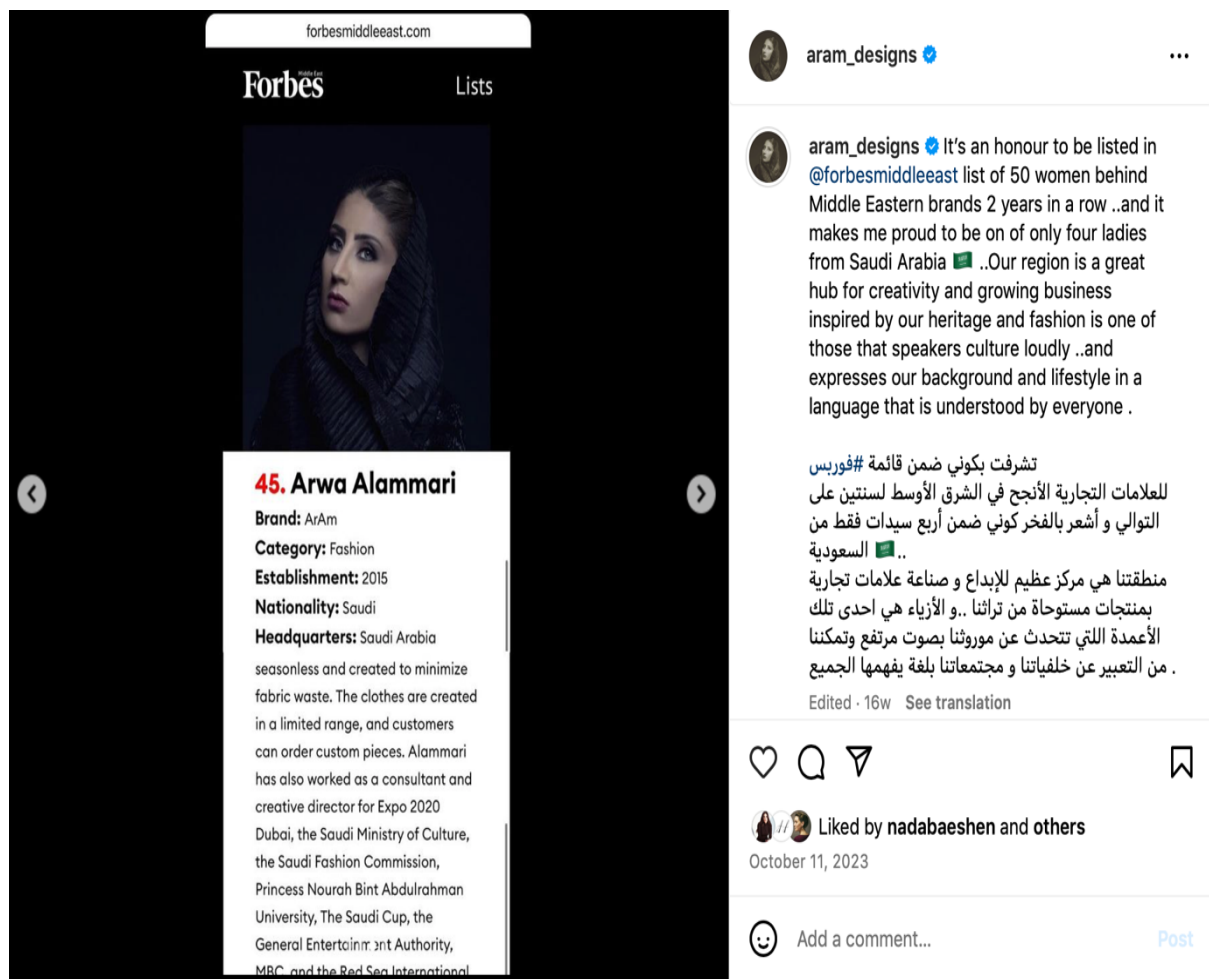 forbesmiddleeast.com
Forbes Middle East
Lists
45. Arwa Alammari
Brand: ArAm
Category: Fashion
Establishment: 2015
Nationality: Saudi
Headquarters: Saudi Arabia
seasonless and created to minimize
fabric waste. The clothes are created
in a limited range, and customers
can order custom pieces. Alammari
has also worked as a consultant and
creative director for Expo 2020
Dubai, the Saudi Ministry of Culture,
the Saudi Fashion Commission,
Princess Nourah Bint Abdulrahman
University, The Saudi Cup, the
General Entertainment Authority,
MBC, and the Red Sea International
aram_designs
aram_designs It's an honour to be listed in
@forbesmiddleeast list of 50 women behind
Middle Eastern brands 2 years in a row ..and it
makes me proud to be on of only four ladies
from Saudi Arabia 🇸🇦 ..Our region is a great
hub for creativity and growing business
inspired by our heritage and fashion is one of
those that speakers culture loudly ..and
expresses our background and lifestyle in a
language that is understood by everyone .
تشرفت بكوني ضمن قائمة #فوربس
للعلامات التجارية الأنجح في الشرق الأوسط لسنتين على
التوالي و أشعر بالفخر كوني ضمن أربع سيدات فقط من
السعودية 🇸🇦 ..
منطقتنا هي مركز عظيم للإبداع و صناعة علامات تجارية
بمنتجات مستوحاة من تراثنا ..و الأزياء هي احدى تلك
الأعمدة اللتي تتحدث عن موروثنا بصوت مرتفع وتمكننا
من التعبير عن خلفياتنا و مجتمعاتنا بلغة يفهمها الجميع .
Edited · 16w See translation
Liked by nadabaeshen and others
October 11, 2023
Add a comment...
Post